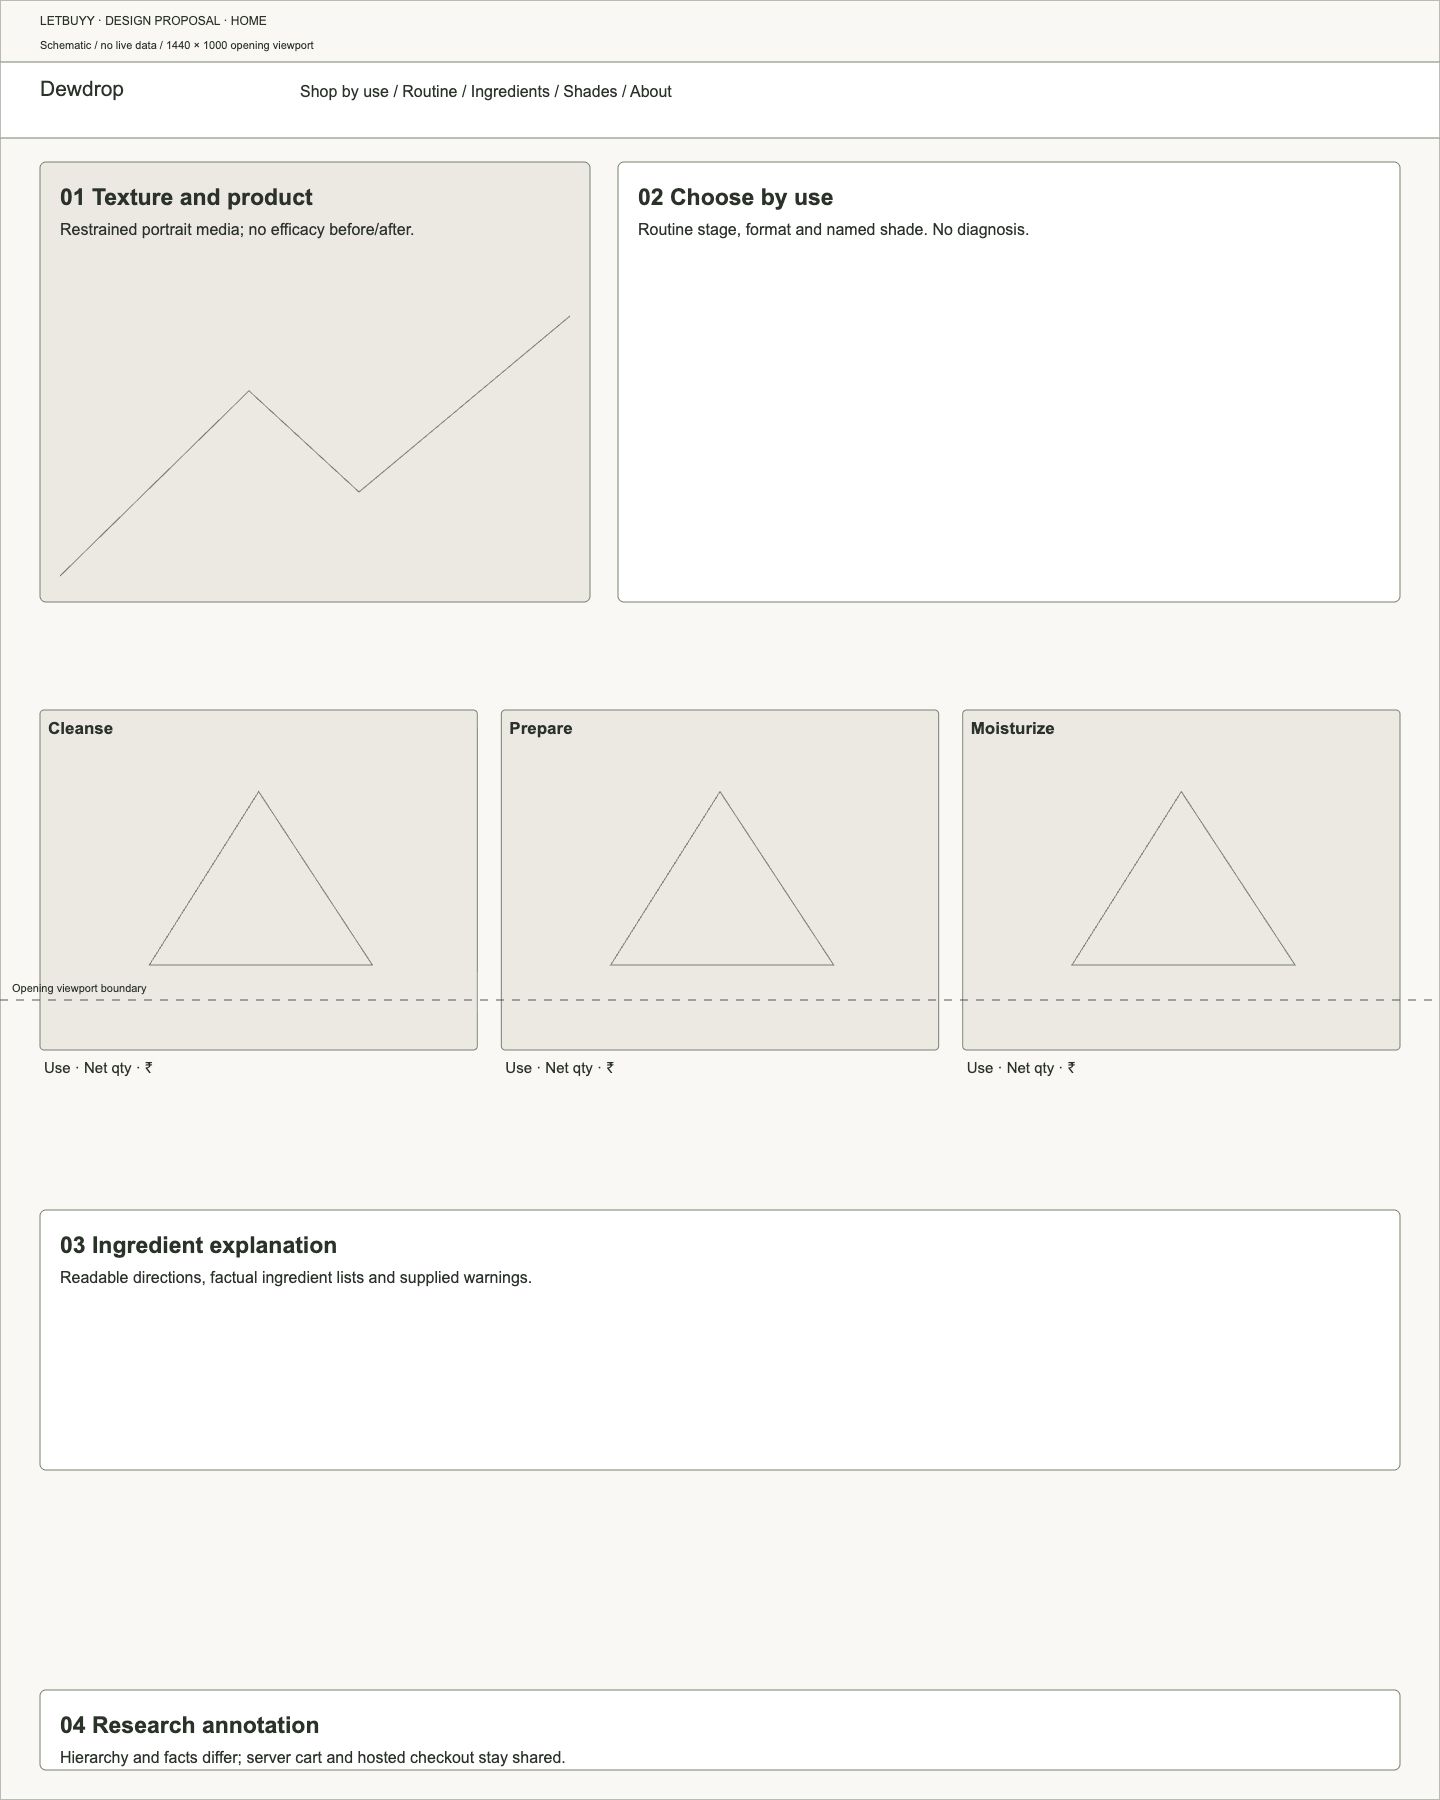 LETBUYY · DESIGN PROPOSAL · HOME
Schematic / no live data / 1440 × 1000 opening viewport
Dewdrop
Shop by use / Routine / Ingredients / Shades / About
01 Texture and product
Restrained portrait media; no efficacy before/after.
02 Choose by use
Routine stage, format and named shade. No diagnosis.
Cleanse
Prepare
Moisturize
Opening viewport boundary
Use · Net qty · ₹
Use · Net qty · ₹
Use · Net qty · ₹
03 Ingredient explanation
Readable directions, factual ingredient lists and supplied warnings.
04 Research annotation
Hierarchy and facts differ; server cart and hosted checkout stay shared.